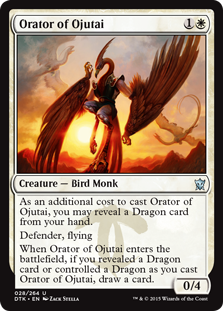 Orator of Ojutai 1
Creature — Bird Monk
As an additional cost to cast Orator of
Ojutai, you may reveal a Dragon card
from your hand.
Defender, flying
When Orator of Ojutai enters the
battlefield, if you revealed a Dragon
card or controlled a Dragon as you cast
Orator of Ojutai, draw a card.
0/4
028/264 U
DTK • EN Zack Stella
™ & © 2015 Wizards of the Coast